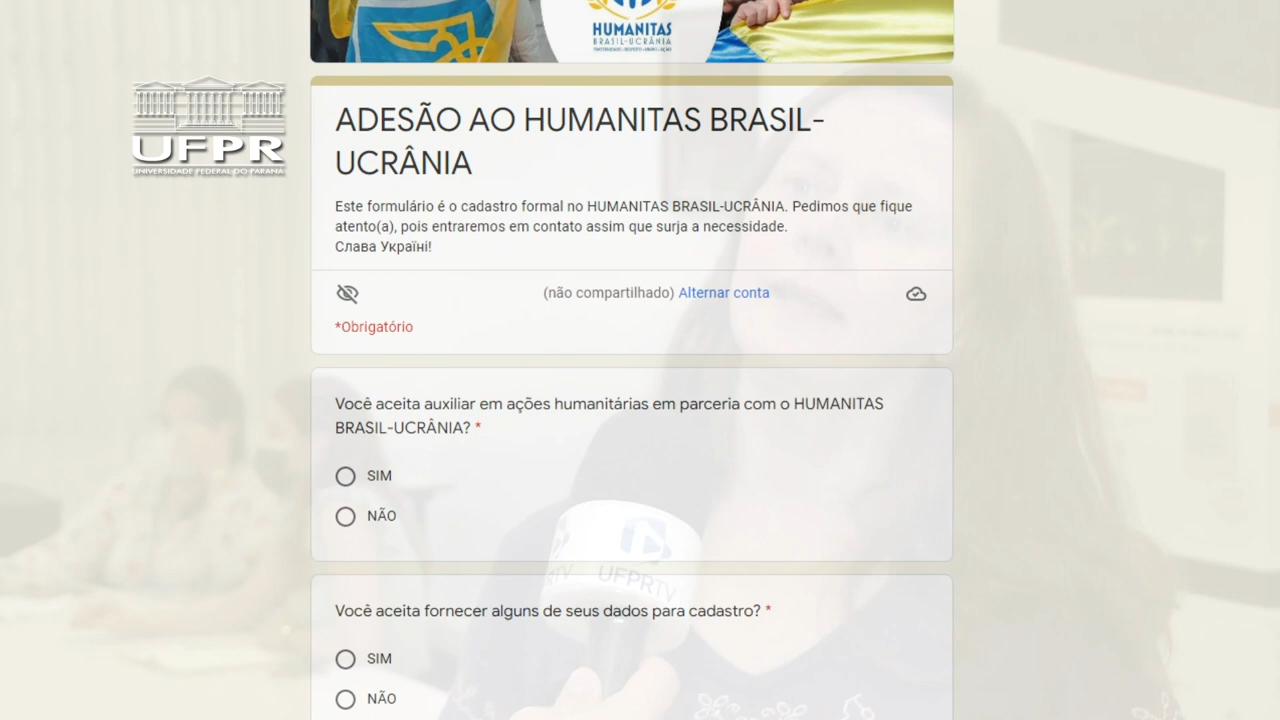 HUMANITAS
BRASIL-UCRÂNIA
UFPR
UNIVERSIDADE FEDERAL DO PARANÁ
ADESÃO AO HUMANITAS BRASIL-
UCRÂNIA
Este formulário é o cadastro formal no HUMANITAS BRASIL-UCRÂNIA. Pedimos que fique
atento(a), pois entraremos em contato assim que surja a necessidade.
Слава Україні!
(não compartilhado) Alternar conta
*Obrigatório
Você aceita auxiliar em ações humanitárias em parceria com o HUMANITAS
BRASIL-UCRÂNIA? *
SIM
NÃO
UFPRTV
Você aceita fornecer alguns de seus dados para cadastro? *
SIM
NÃO